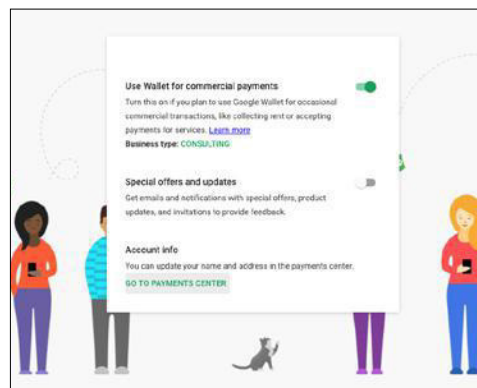 Use Wallet for commercial payments
Turn this on if you plan to use Google Wallet for occasional
commercial transactions, like collecting rent or accepting
payments for services. Learn more
Business type: CONSULTING
Special offers and updates
Get emails and notifications with special offers, product
updates, and invitations to provide feedback.
Account info
You can update your name and address in the payments center.
GO TO PAYMENTS CENTER